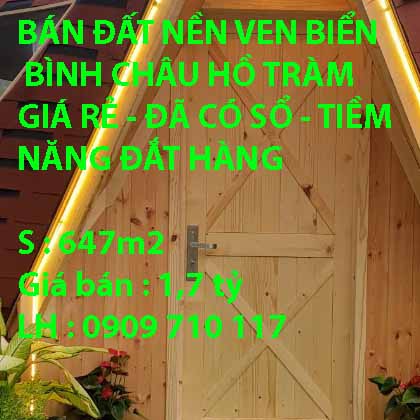 BÁN ĐẤT NỀN VEN BIỂN
BÌNH CHÂU HỒ TRÀM
GIÁ RẺ - ĐÃ CÓ SỔ - TIỀM
NĂNG ĐẮT HÀNG
S : 647m2
Giá bán : 1,7 tỷ
LH : 0909 710 117